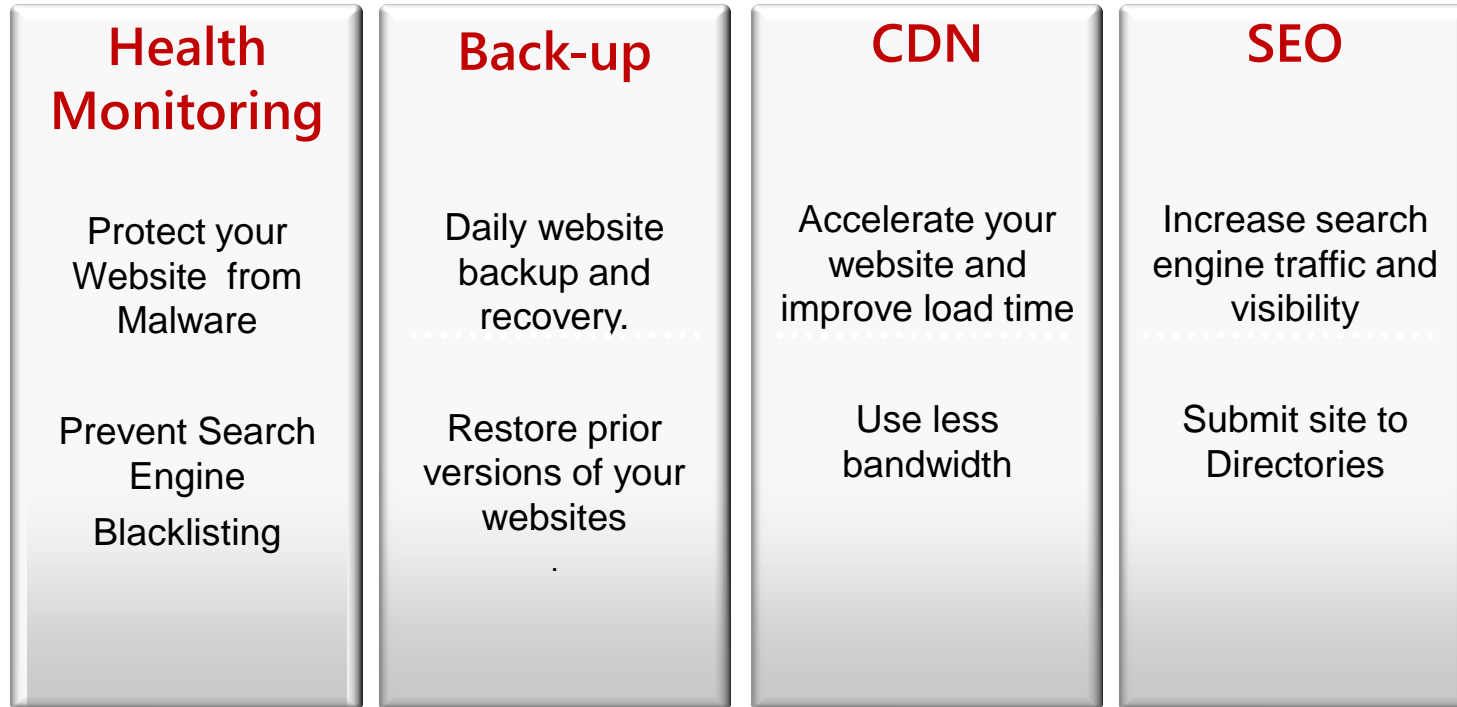 Health
Monitoring
Protect your
Website  from
Malware
Prevent Search
Engine
Blacklisting
Back-up
Daily website
backup and
recovery.
Restore prior
versions of your
websites
.
CDN
Accelerate your
website and
improve load time
Use less
bandwidth
SEO
Increase search
engine traffic and
visibility
Submit site to
Directories